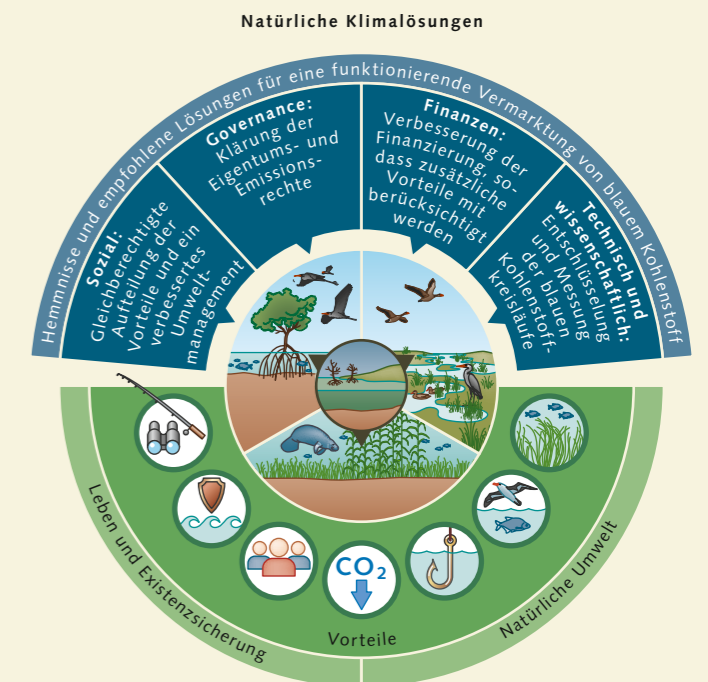 Natürliche Klimalösungen
Hemmnisse und empfohlene Lösungen für eine funktionierende Vermarktung von blauem Kohlenstoff
Sozial:
Gleichberechtigte
Aufteilung der
Vorteile und ein
verbessertes
Umwelt-
management
Governance:
Klärung der
Eigentums- und
Emissions-
rechte
Finanzen:
Verbesserung der
Finanzierung, so-
dass zusätzliche
Vorteile mit
berücksichtigt
werden
Technisch und
wissenschaftlich:
Entschlüsselung
und Messung
der blauen
Kohlenstoff-
kreisläufe
CO₂
Vorteile
Leben und Existenzsicherung
Natürliche Umwelt